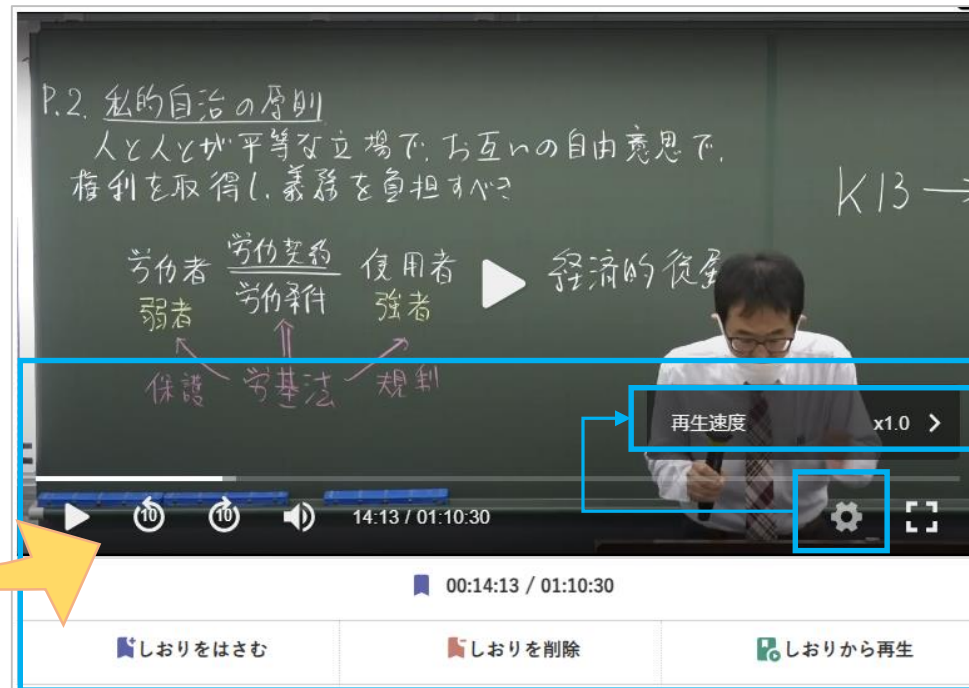 P.2. 私的自治の原則
人と人とが平等な立場で、お互いの自由意思で、
権利を取得し、義務を負担すべき
K13→
労働者 労働契約 使用者 経済的従属
労働条件
弱者 強者
保護 労基法 規制
再生速度 x1.0
10 10 14:13 / 01:10:30
00:14:13 / 01:10:30
しおりをはさむ しおりを削除 しおりから再生